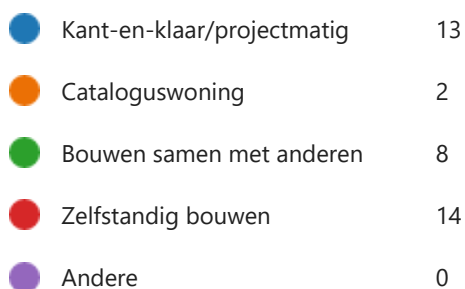 Kant-en-klaar/projectmatig 13
Cataloguswoning 2
Bouwen samen met anderen 8
Zelfstandig bouwen 14
Andere 0